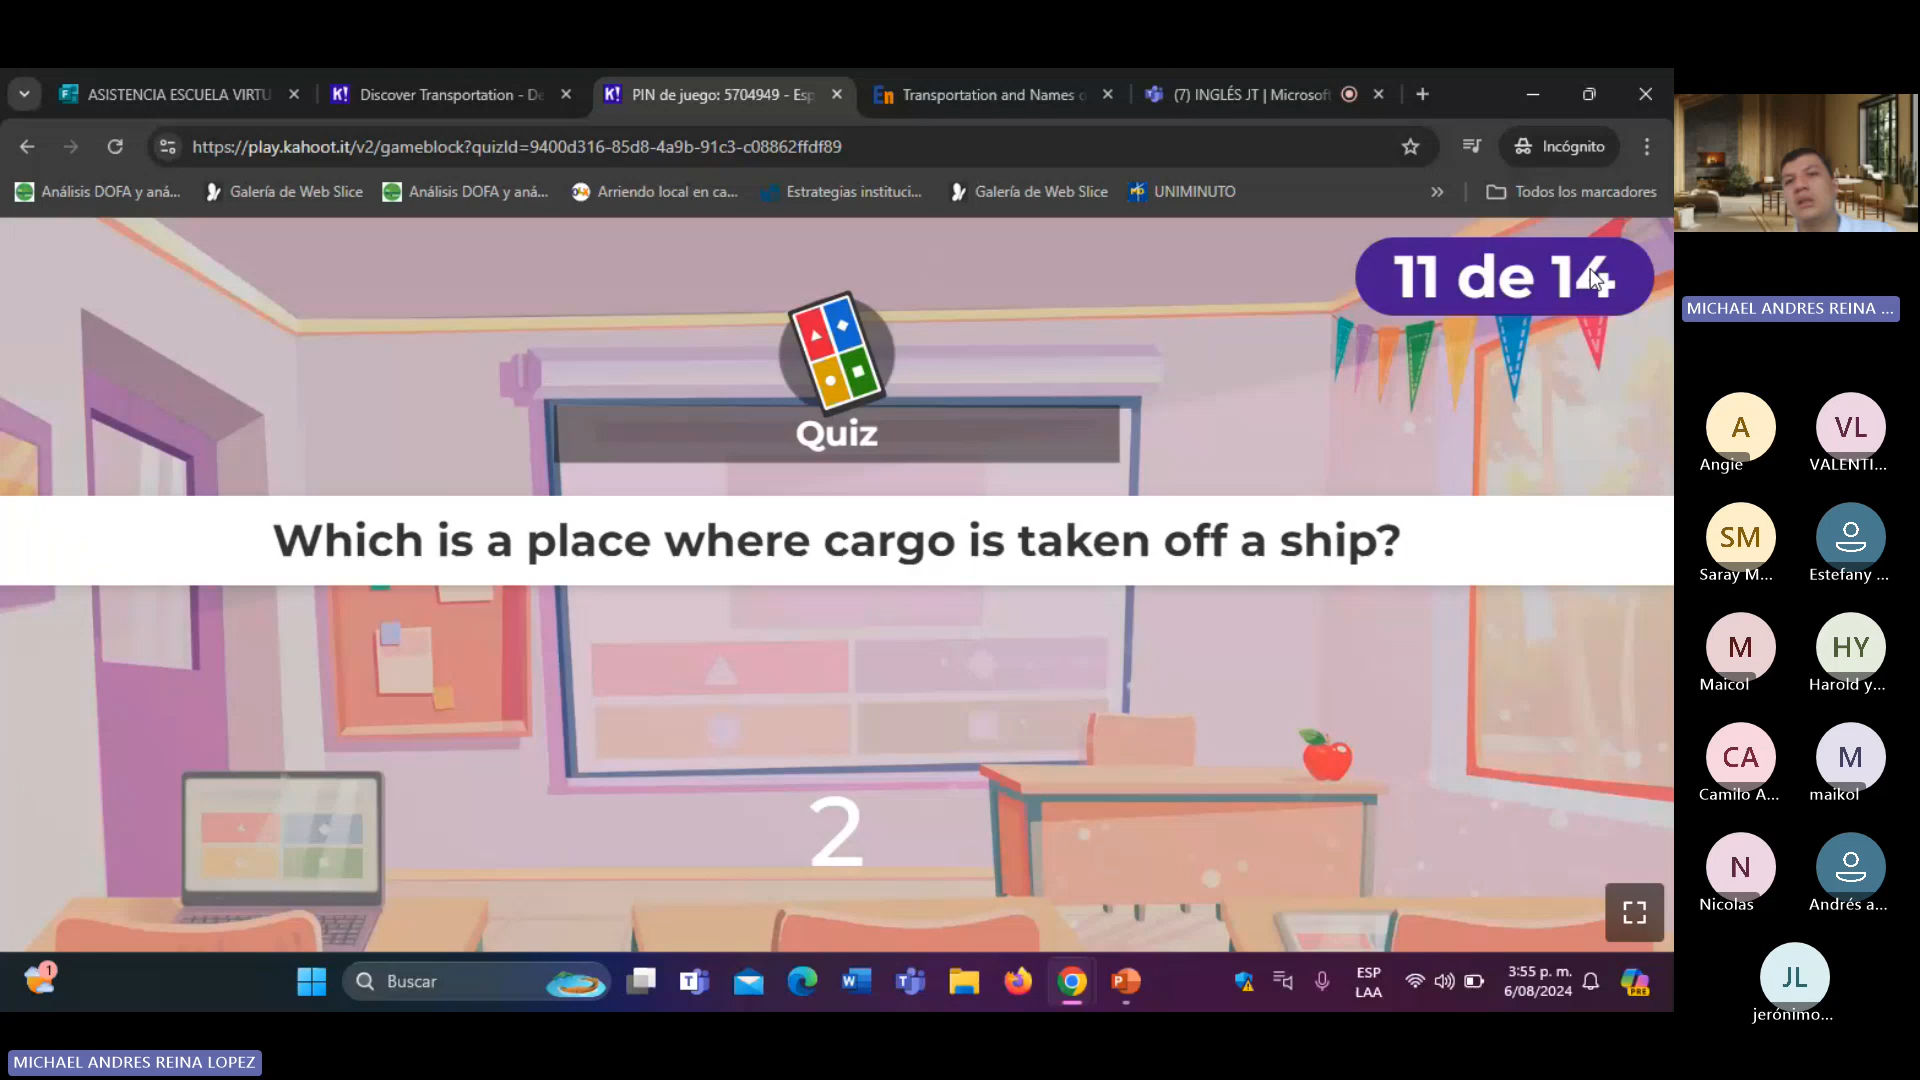 ASISTENCIA ESCUELA VIRTU
Discover Transportation - De
PIN de juego: 5704949 - Esp
Transportation and Names o
(7) INGLÉS JT | Microsoft
https://play.kahoot.it/v2/gameblock?quizId=9400d316-85d8-4a9b-91c3-c08862ffdf89
Incógnito
Análisis DOFA y aná...
Galería de Web Slice
Análisis DOFA y aná...
Arriendo local en ca...
Estrategias instituci...
Galería de Web Slice
UNIMINUTO
Todos los marcadores
11 de 14
Quiz
Which is a place where cargo is taken off a ship?
2
1
Buscar
ESP
LAA
3:55 p. m.
6/08/2024
PRE
MICHAEL ANDRES REINA ...
A
Angie
VL
VALENTI...
SM
Saray M...
Estefany ...
M
Maicol
HY
Harold y...
CA
Camilo A...
M
maikol
N
Nicolas
Andrés a...
JL
jerónimo...
MICHAEL ANDRES REINA LOPEZ